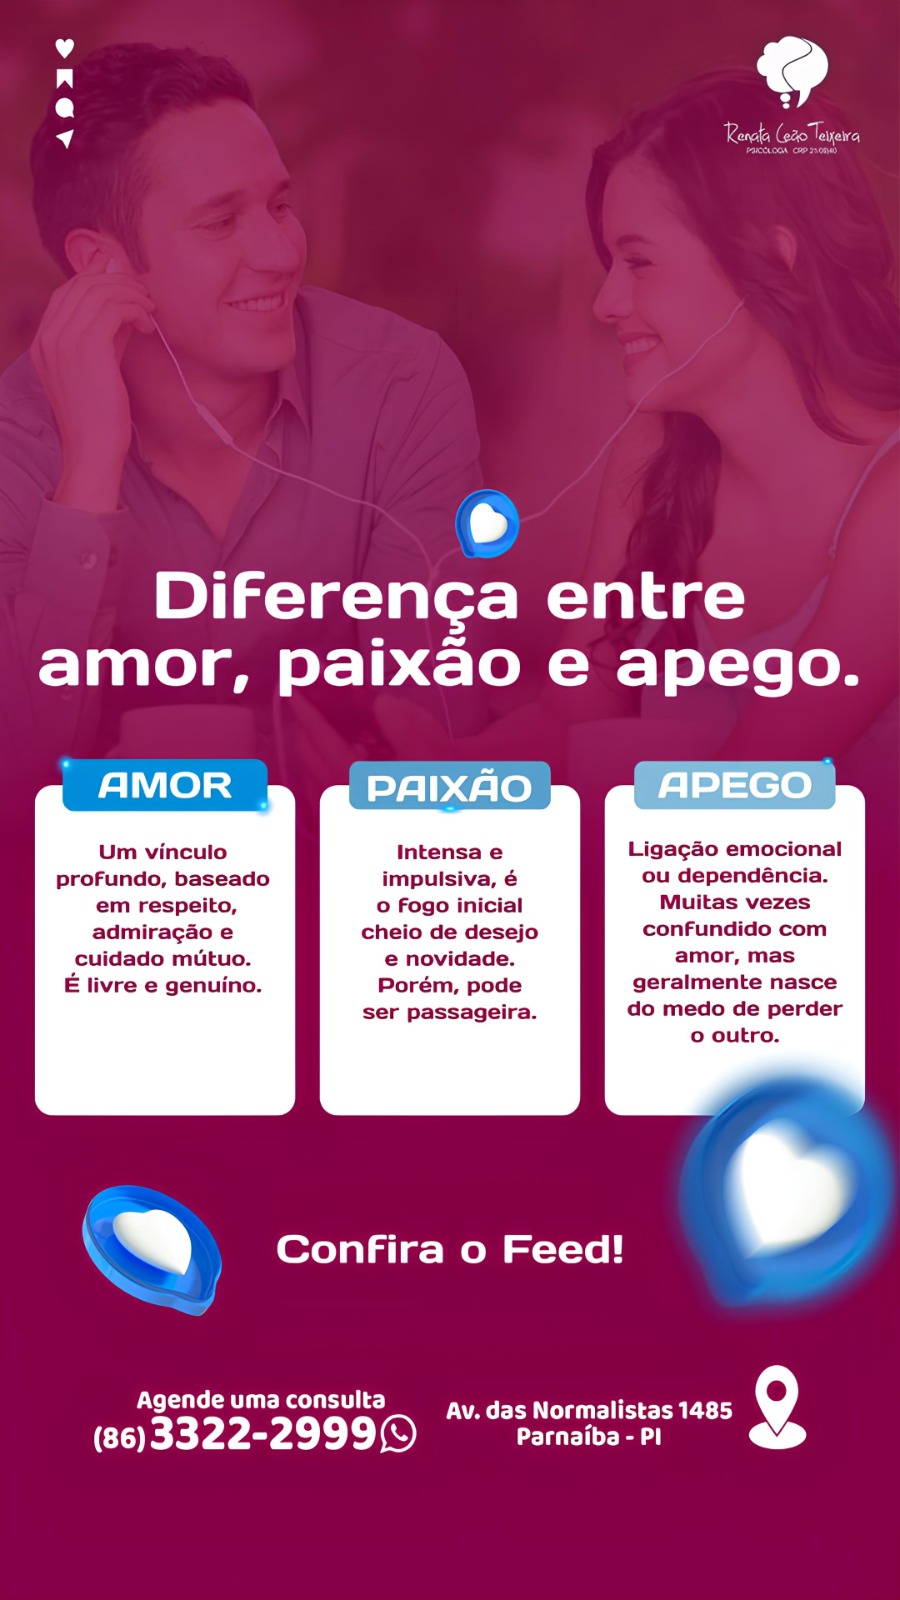 Renata Leão Teixeira
PSICÓLOGA CRP
Diferença entre
amor, paixão e apego.
AMOR
Um vínculo
profundo, baseado
em respeito,
admiração e
cuidado mútuo.
É livre e genuíno.
PAIXÃO
Intensa e
impulsiva, é
o fogo inicial
cheio de desejo
e novidade.
Porém, pode
ser passageira.
APEGO
Ligação emocional
ou dependência.
Muitas vezes
confundido com
amor, mas
geralmente nasce
do medo de perder
o outro.
Confira o Feed!
Agende uma consulta
(86) 3322-2999
Av. das Normalistas 1485
Parnaíba - PI